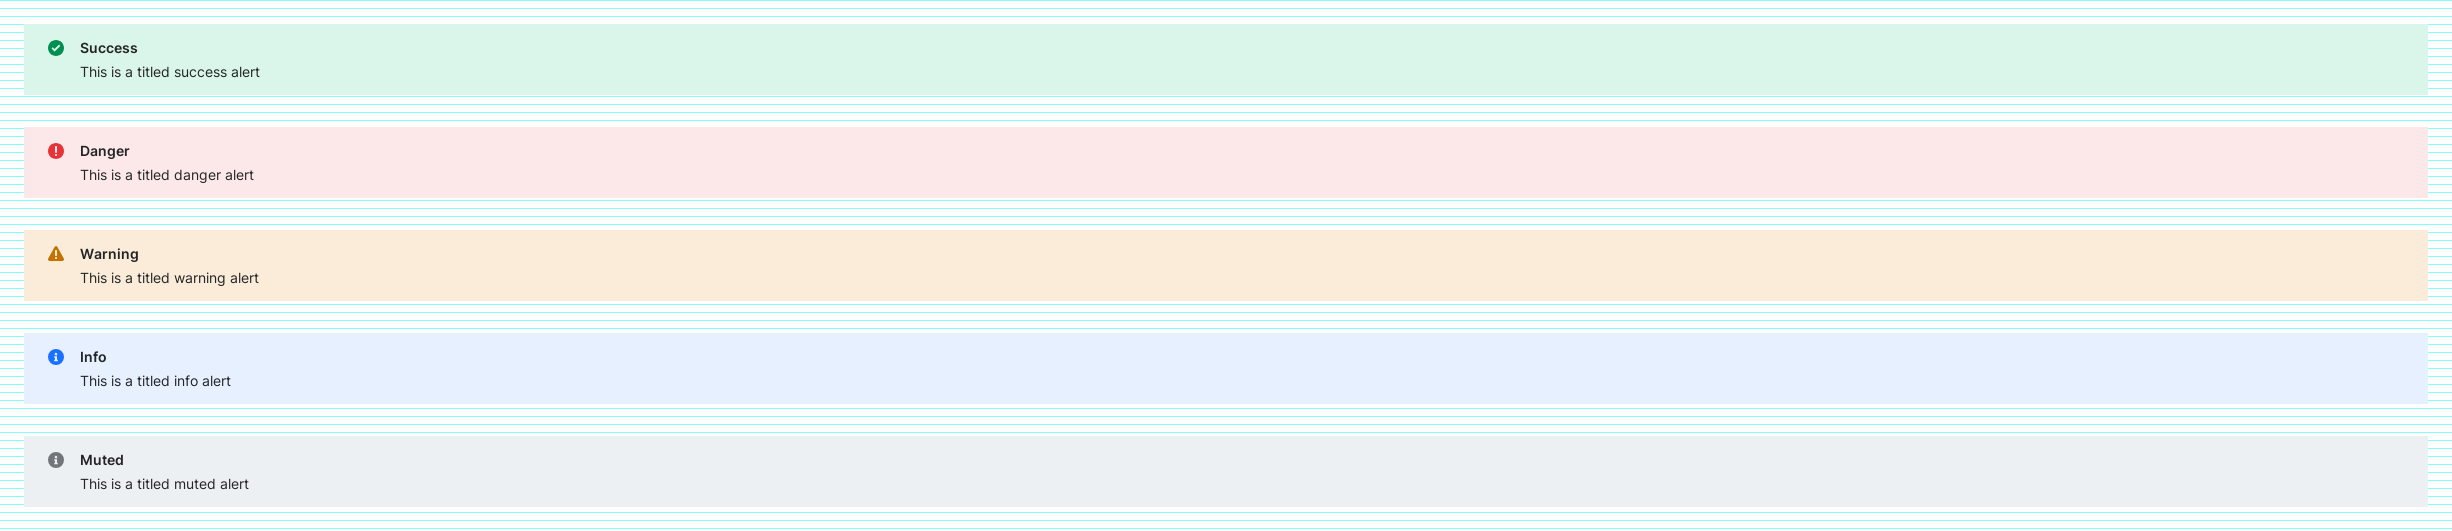 Success
This is a titled success alert
Danger
This is a titled danger alert
Warning
This is a titled warning alert
Info
This is a titled info alert
Muted
This is a titled muted alert